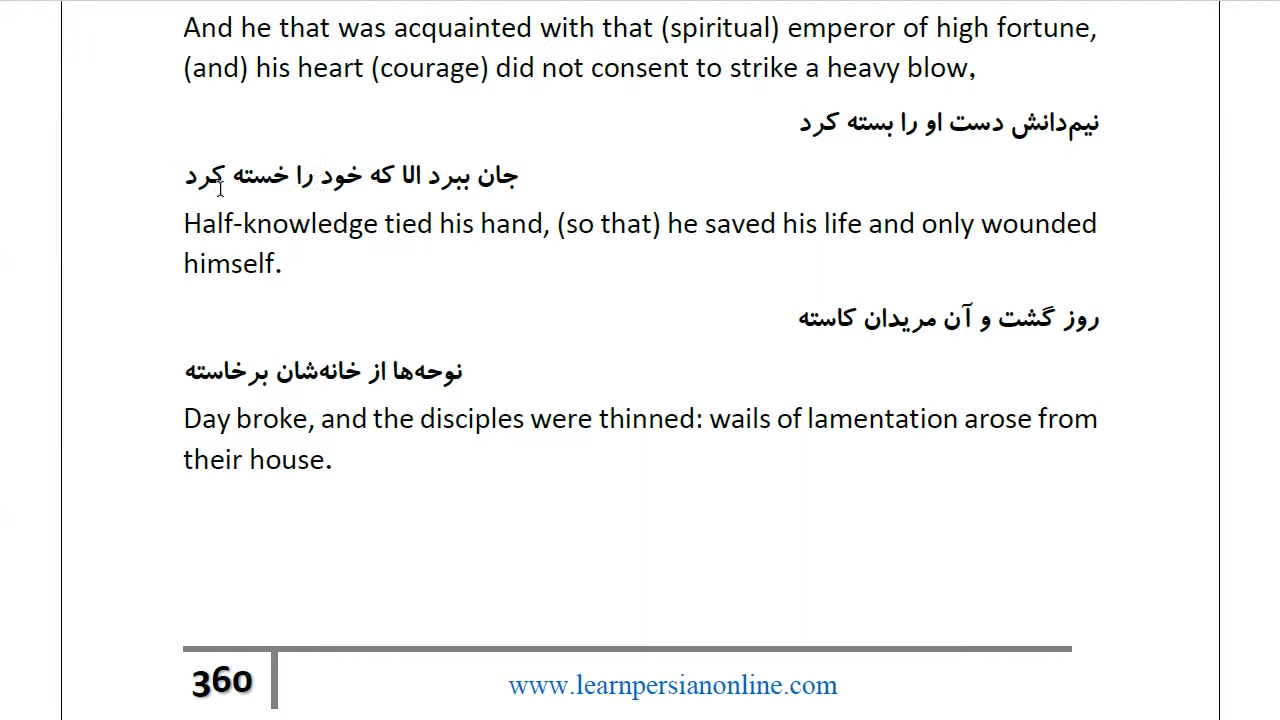 And he that was acquainted with that (spiritual) emperor of high fortune,
(and) his heart (courage) did not consent to strike a heavy blow,
نیم‌دانش دست او را بسته کرد
جان ببرد الا که خود را خسته کرد
Half-knowledge tied his hand, (so that) he saved his life and only wounded
himself.
روز گشت و آن مریدان کاسته
نوحه‌ها از خانه‌شان برخاسته
Day broke, and the disciples were thinned: wails of lamentation arose from
their house.
360
www.learnpersianonline.com